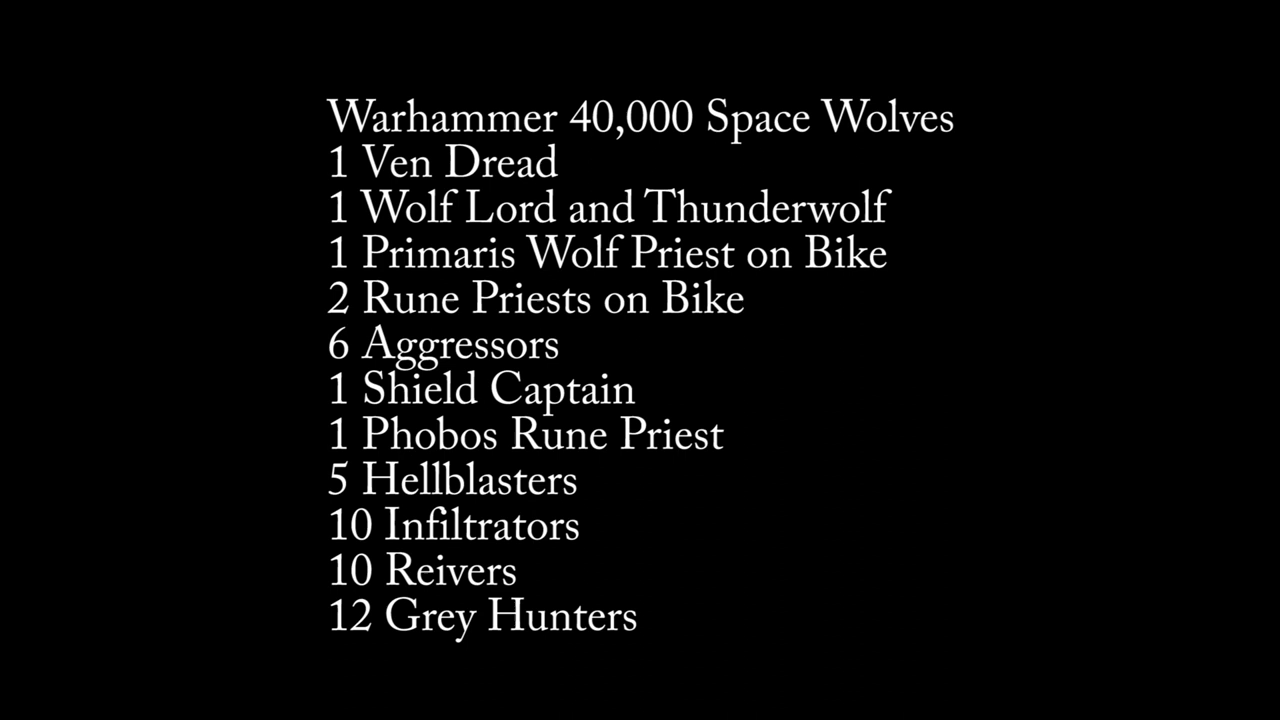 Warhammer 40,000 Space Wolves
1 Ven Dread
1 Wolf Lord and Thunderwolf
1 Primaris Wolf Priest on Bike
2 Rune Priests on Bike
6 Aggressors
1 Shield Captain
1 Phobos Rune Priest
5 Hellblasters
10 Infiltrators
10 Reivers
12 Grey Hunters